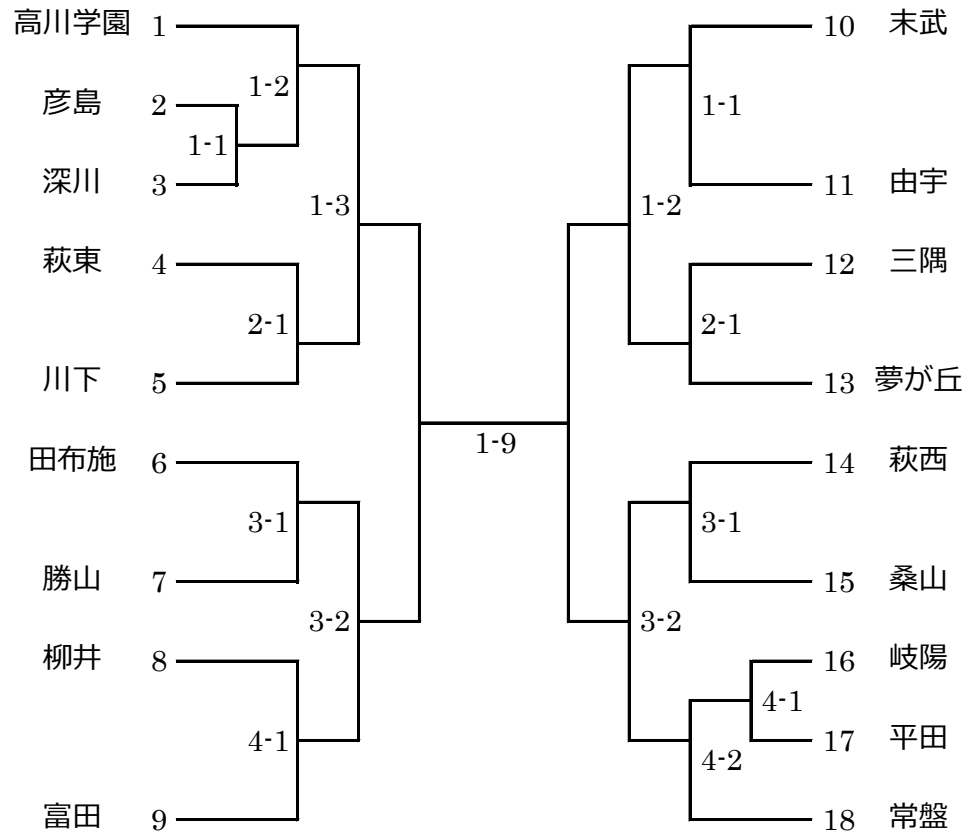 高川学園 1
1-2
彦島 2
1-1
深川 3
1-3
萩東 4
2-1
川下 5
田布施 6
3-1
勝山 7
3-2
柳井 8
4-1
富田 9
1-9
10 末武
1-1
11 由宇
1-2
12 三隅
2-1
13 夢が丘
14 萩西
3-1
15 桑山
3-2
16 岐陽
4-1
17 平田
4-2
18 常盤